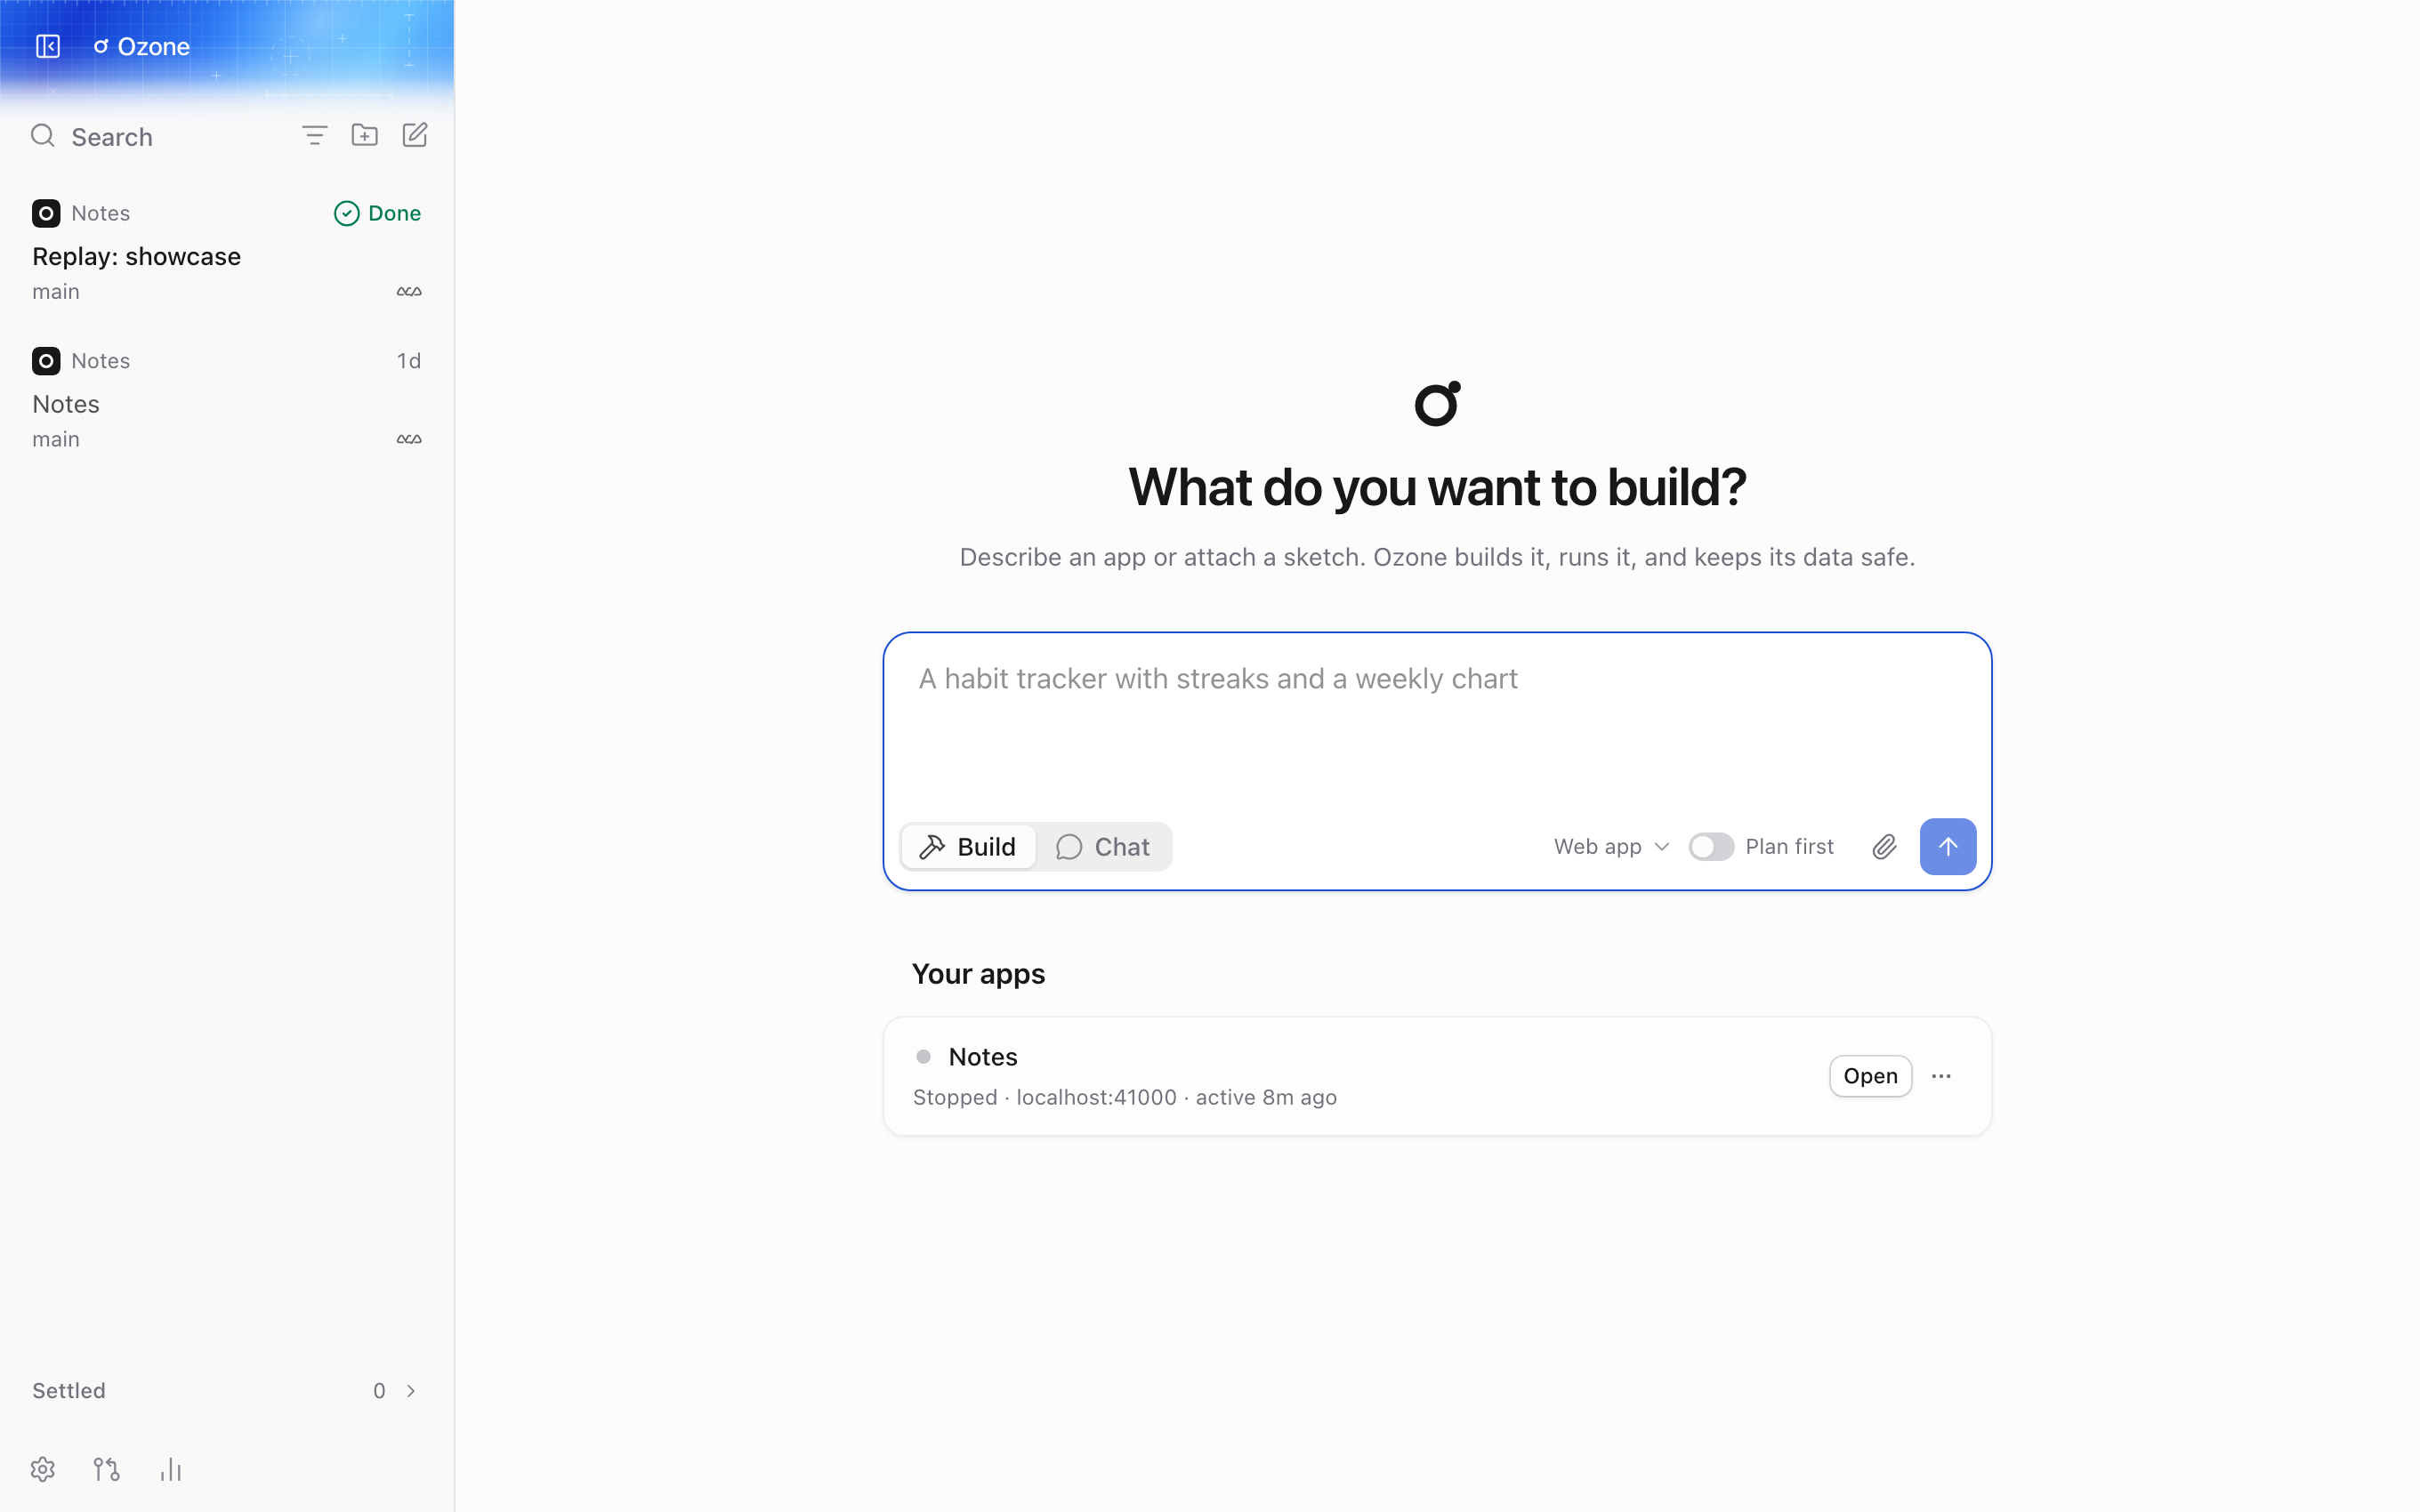 Ozone
Search
Notes
Done
Replay: showcase
main
Notes
1d
Notes
main
Settled
0
What do you want to build?
Describe an app or attach a sketch. Ozone builds it, runs it, and keeps its data safe.
A habit tracker with streaks and a weekly chart
Build
Chat
Web app
Plan first
Your apps
Notes
Stopped · localhost:41000 · active 8m ago
Open